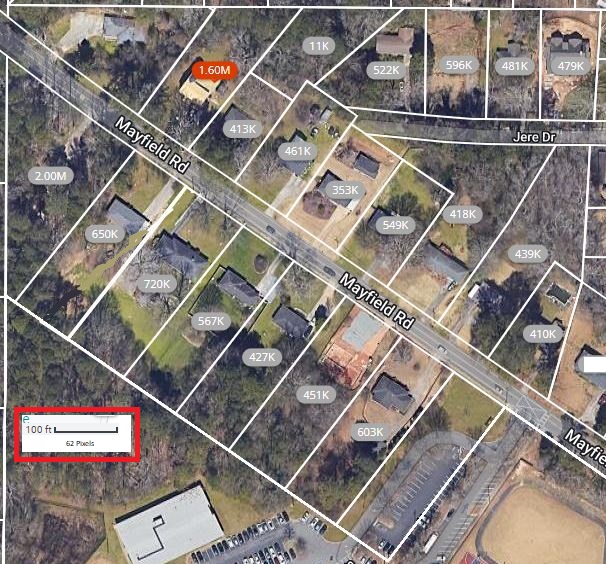 11K
1.60M
522K
596K
481K
479K
Mayfield Rd
413K
Jere Dr
461K
2.00M
353K
650K
549K
418K
720K
439K
Mayfield Rd
567K
410K
427K
451K
e
100 ft
62 Pixels
603K
Mayfie